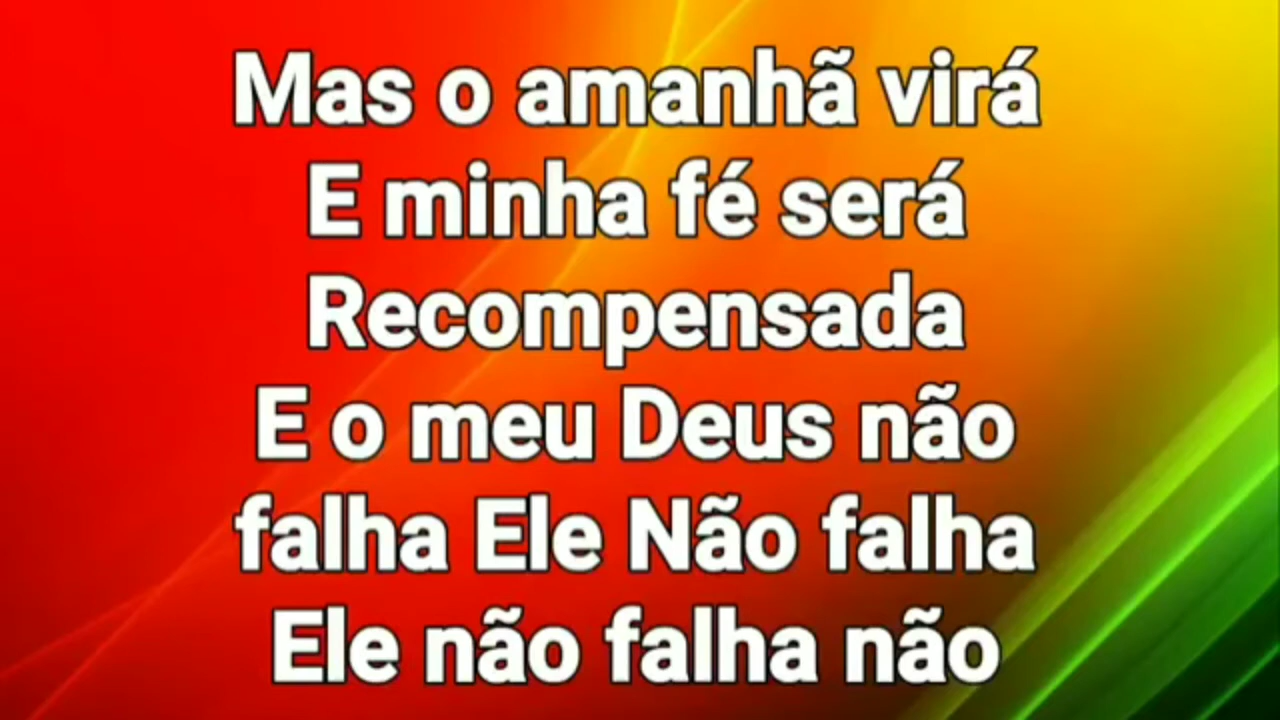 Mas o amanhã virá
E minha fé será
Recompensada
E o meu Deus não
falha Ele Não falha
Ele não falha não